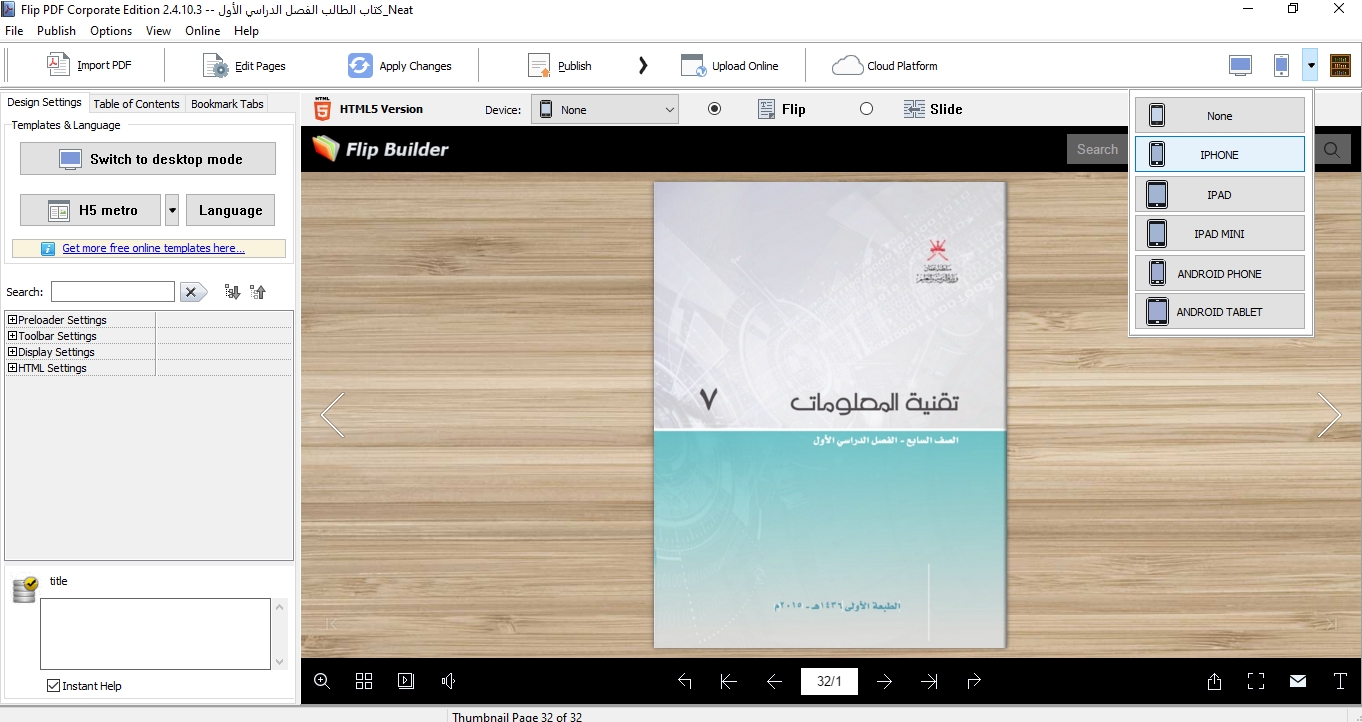 Flip PDF Corporate Edition 2.4.10.3 -- كتاب الطالب الفصل الدراسي الأول_Neat
File Publish Options View Online Help
Import PDF Edit Pages Apply Changes Publish Upload Online Cloud Platform
Design Settings Table of Contents Bookmark Tabs
HTML5 Version Device: None Flip Slide
Templates & Language
Switch to desktop mode
H5 metro Language
Get more free online templates here...
Search:
Preloader Settings
Toolbar Settings
Display Settings
HTML Settings
title
Instant Help
Flip Builder Search
None
IPHONE
IPAD
IPAD MINI
ANDROID PHONE
ANDROID TABLET
سلطنة عمان
وزارة التربية والتعليم
تقنية المعلومات ٧
الصف السابع - الفصل الدراسي الأول
الطبعة الأولى ١٤٣٦هـ - ٢٠١٥م
32/1
Thumbnail Page 32 of 32